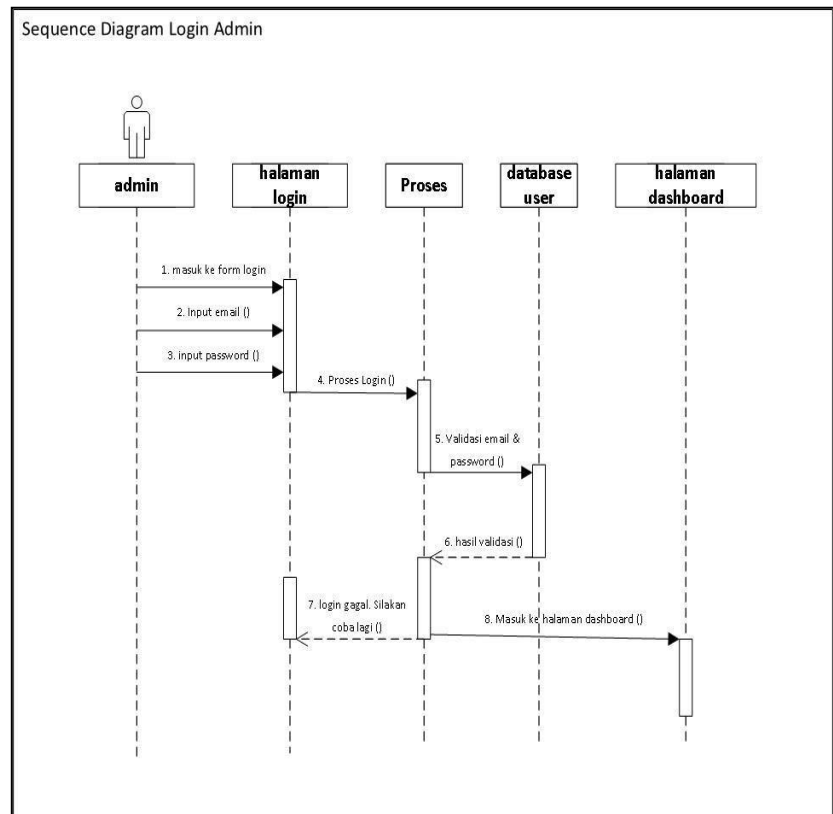 Sequence Diagram Login Admin
admin
halaman
login
Proses
database
user
halaman
dashboard
1. masuk ke form login
2. Input email ()
3. input password ()
4. Proses Login ()
5. Validasi email &
password ()
6. hasil validasi ()
7. login gagal. Silakan
coba lagi ()
8. Masuk ke halaman dashboard ()